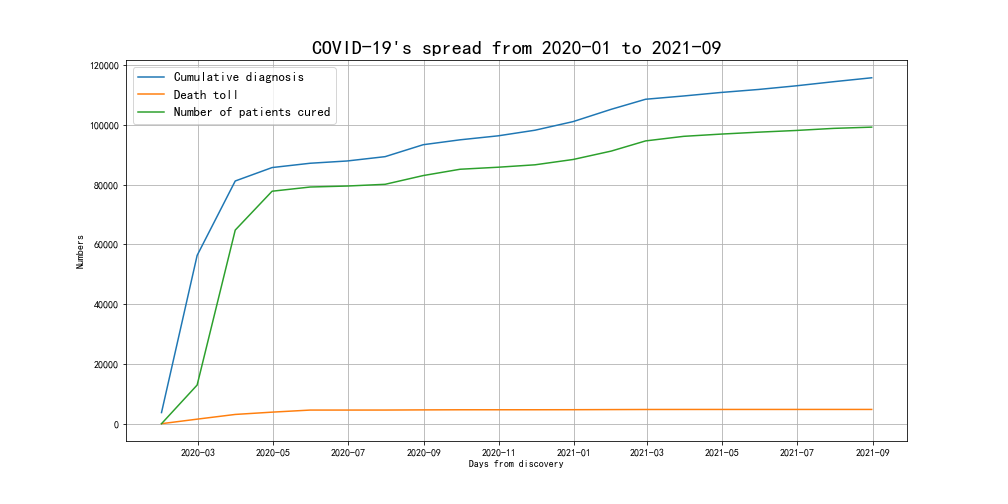 COVID-19's spread from 2020-01 to 2021-09
Cumulative diagnosis
Death toll
Number of patients cured
120000
100000
80000
60000
40000
20000
0
Numbers
2020-03 2020-05 2020-07 2020-09 2020-11 2021-01 2021-03 2021-05 2021-07 2021-09
Days from discovery